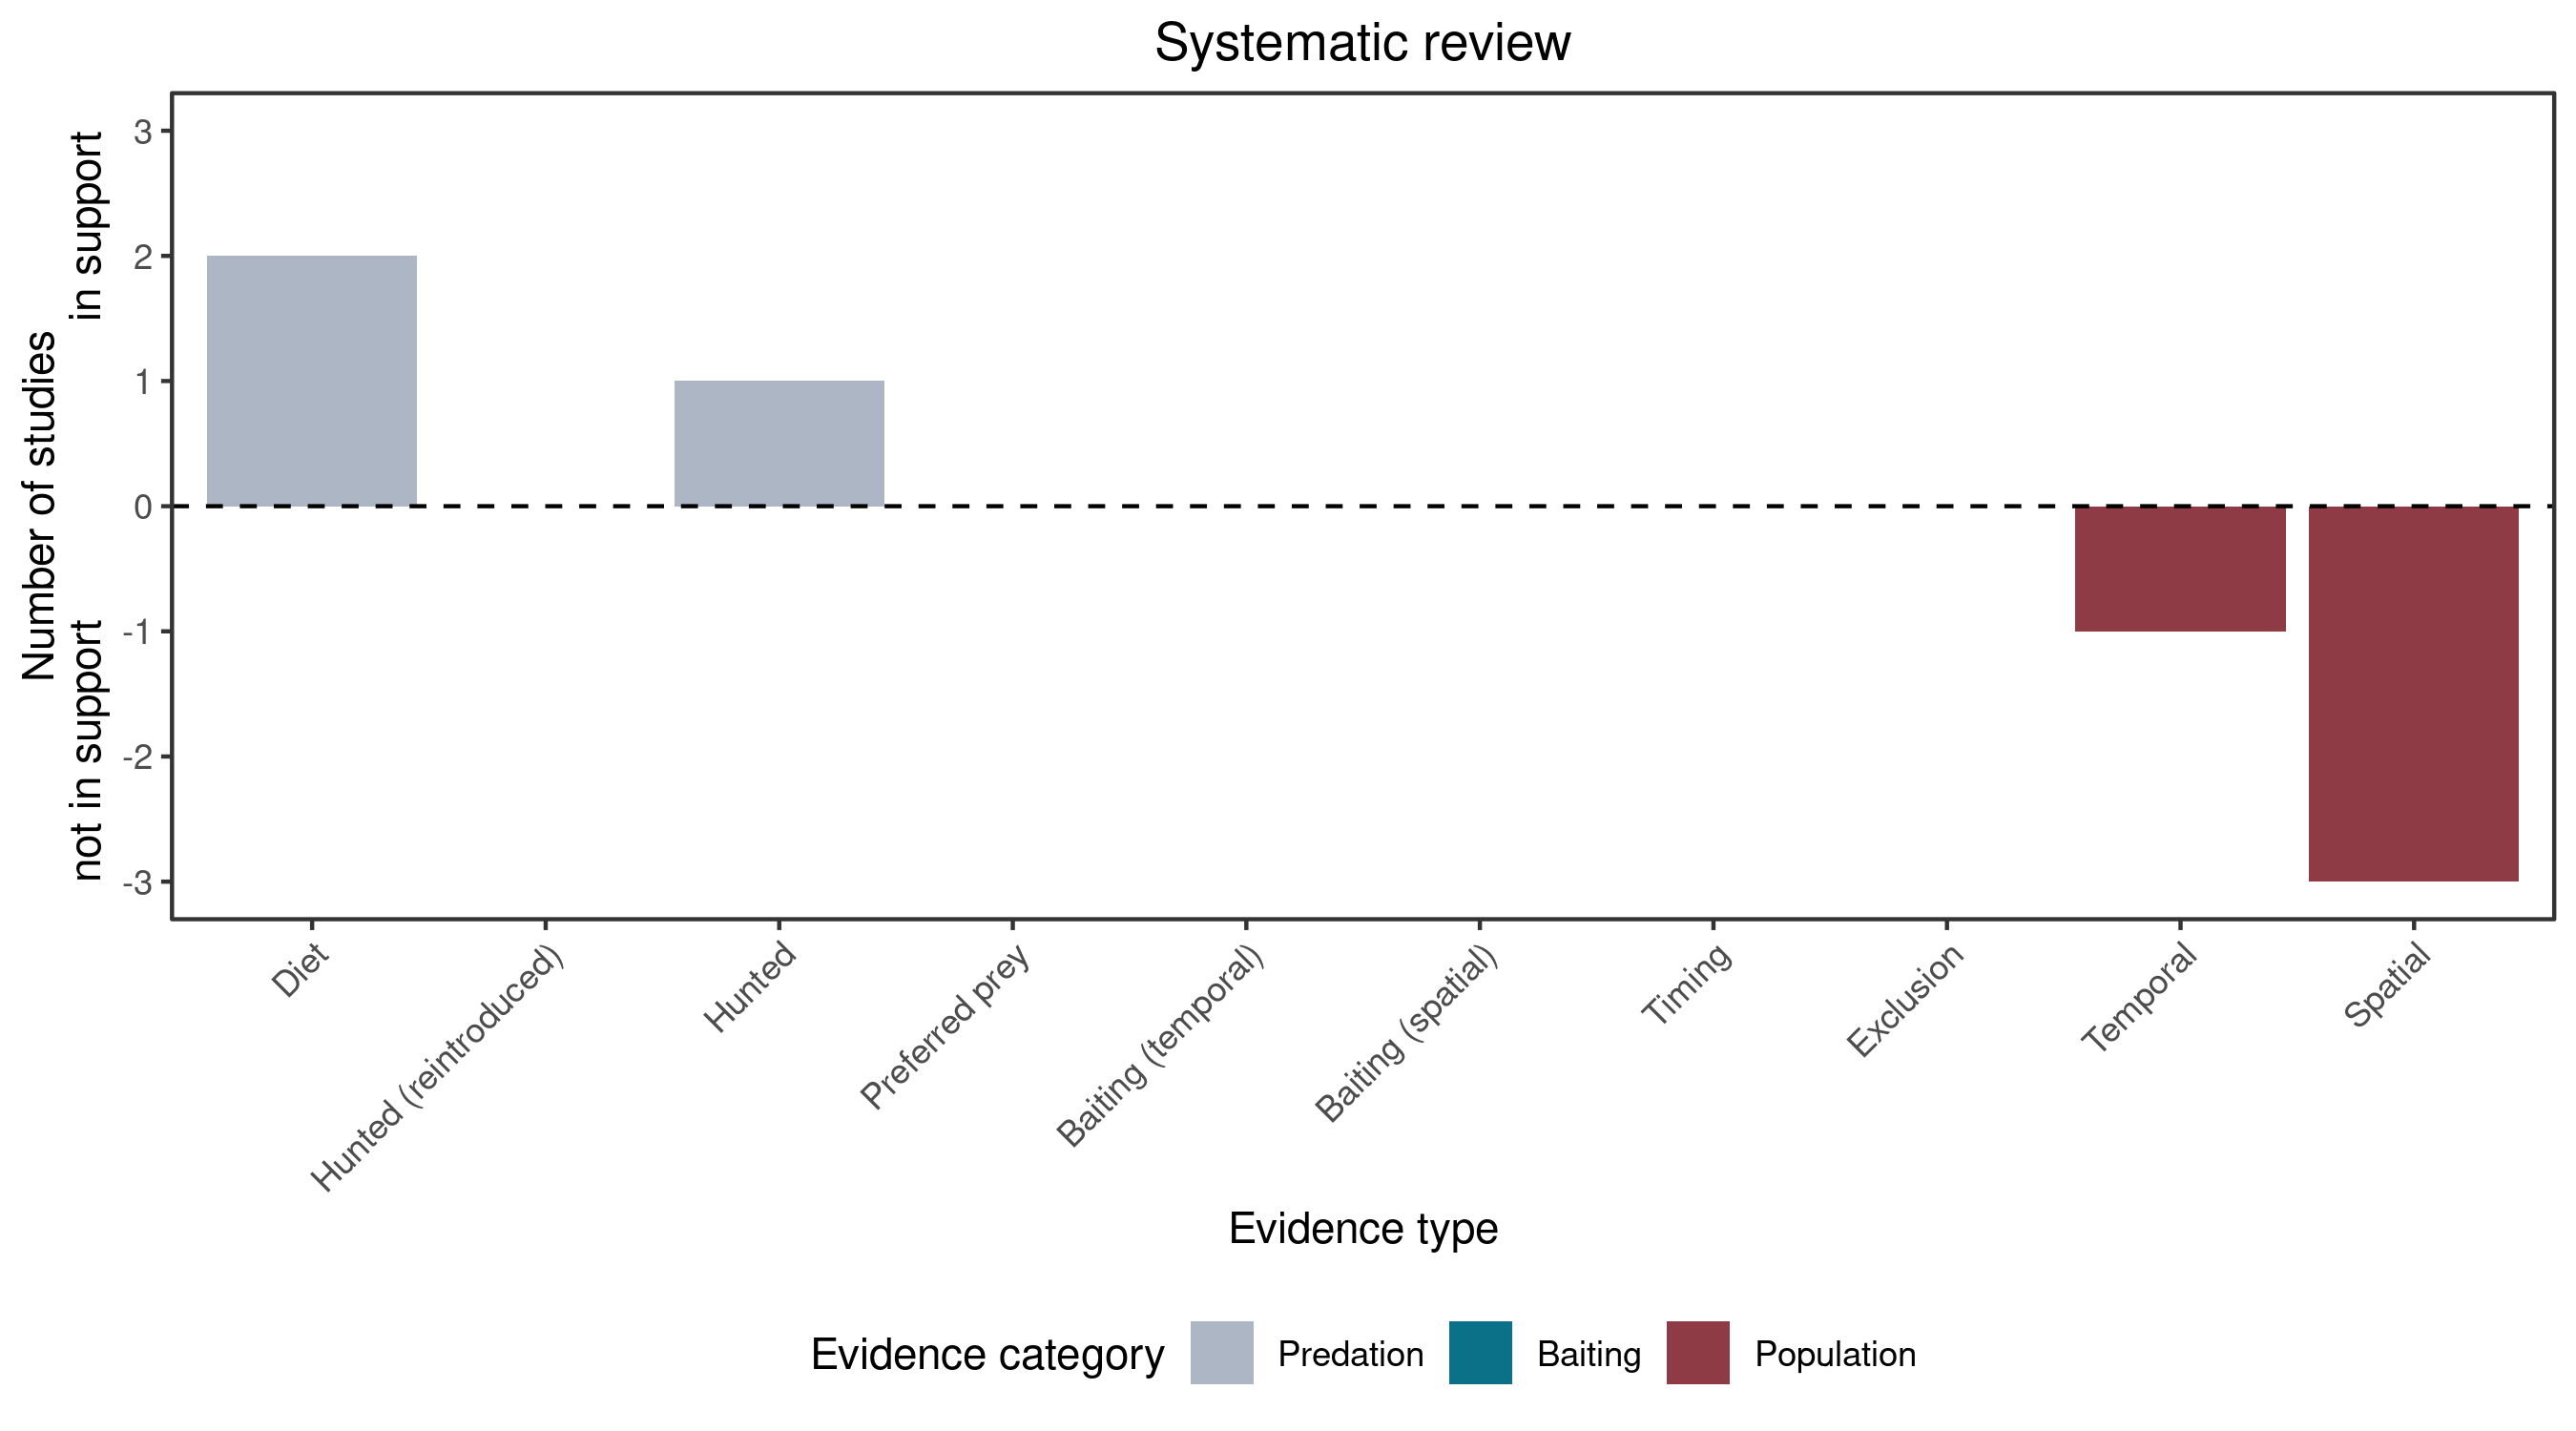 Systematic review
Number of studies
not in support in support
3
2
1
0
-1
-2
-3
Diet
Hunted (reintroduced)
Hunted
Preferred prey
Baiting (temporal)
Baiting (spatial)
Timing
Exclusion
Temporal
Spatial
Evidence type
Evidence category Predation Baiting Population